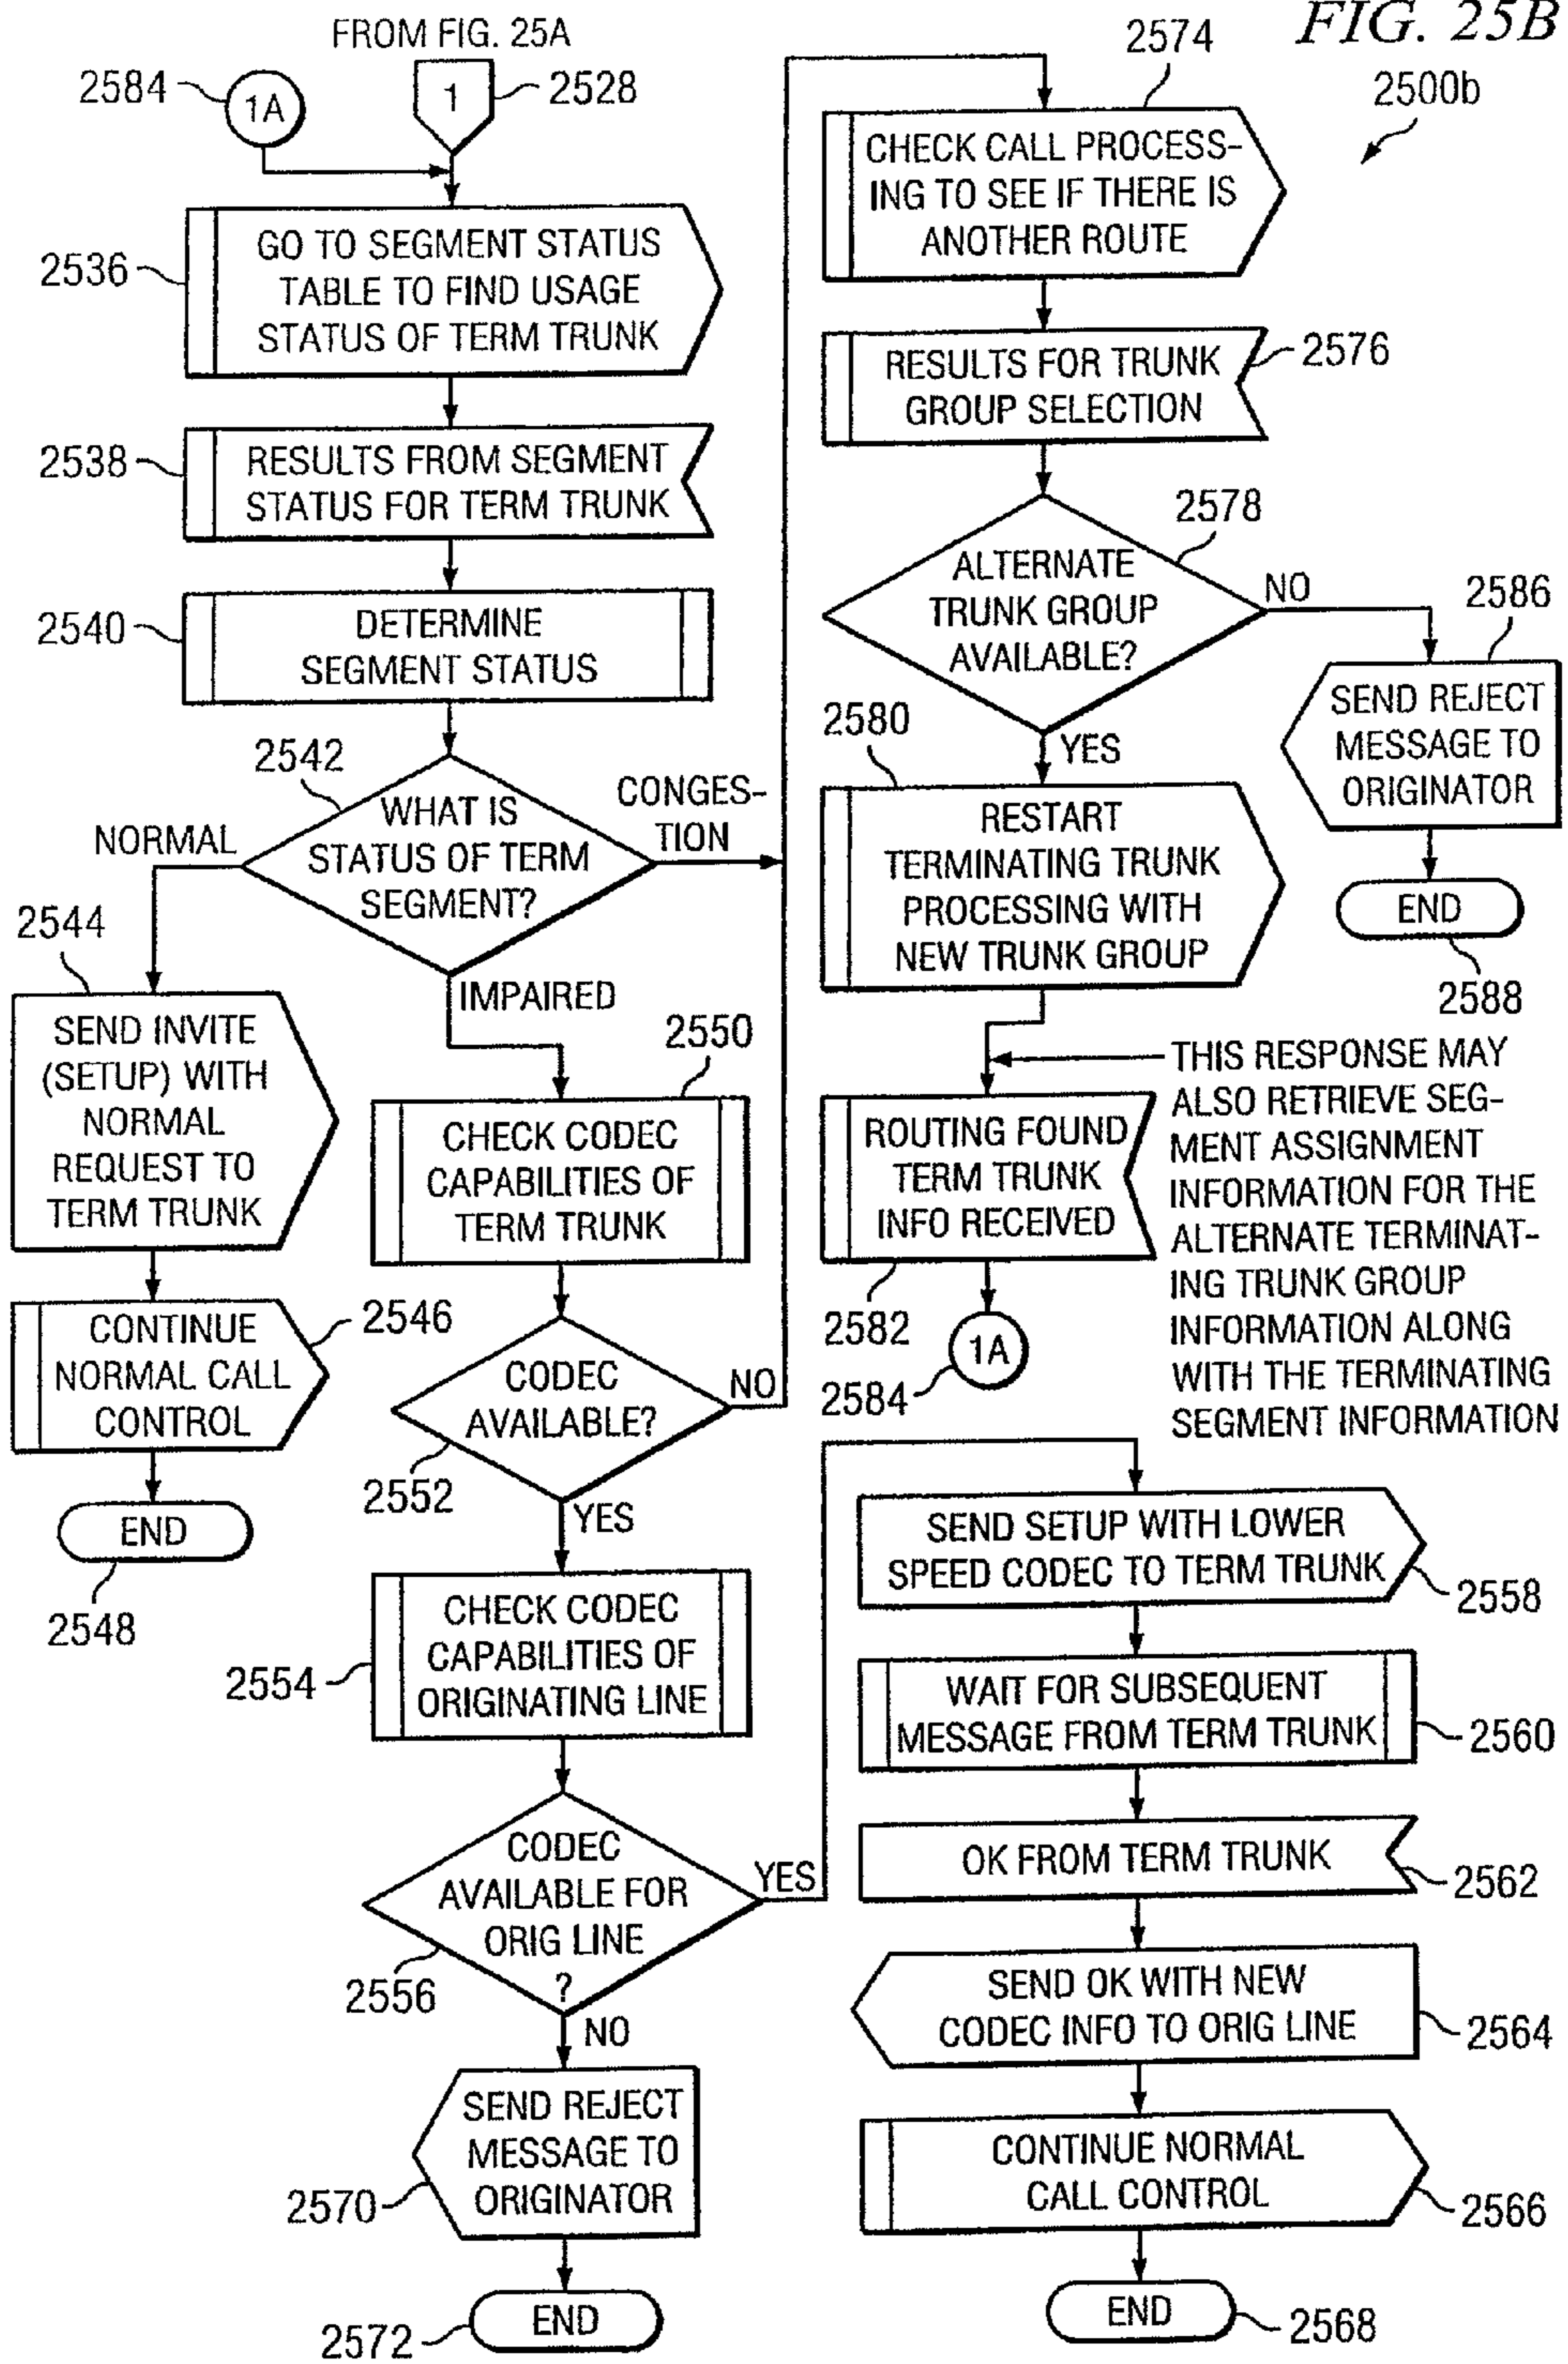 FIG. 25B
2500b
FROM FIG. 25A
2584
1A
1
2528
2536
GO TO SEGMENT STATUS
TABLE TO FIND USAGE
STATUS OF TERM TRUNK
2538
RESULTS FROM SEGMENT
STATUS FOR TERM TRUNK
2540
DETERMINE
SEGMENT STATUS
2542
WHAT IS
STATUS OF TERM
SEGMENT?
NORMAL
CONGES-
TION
IMPAIRED
2544
SEND INVITE
(SETUP) WITH
NORMAL
REQUEST TO
TERM TRUNK
CONTINUE
NORMAL CALL
CONTROL
2546
END
2548
2550
CHECK CODEC
CAPABILITIES OF
TERM TRUNK
CODEC
AVAILABLE?
NO
2552
YES
CHECK CODEC
CAPABILITIES OF
ORIGINATING LINE
2554
CODEC
AVAILABLE FOR
ORIG LINE
?
YES
2556
NO
SEND REJECT
MESSAGE TO
ORIGINATOR
2570
END
2572
2574
CHECK CALL PROCESS-
ING TO SEE IF THERE IS
ANOTHER ROUTE
RESULTS FOR TRUNK
GROUP SELECTION
2576
ALTERNATE
TRUNK GROUP
AVAILABLE?
2578
NO
2586
SEND REJECT
MESSAGE TO
ORIGINATOR
END
2588
YES
2580
RESTART
TERMINATING TRUNK
PROCESSING WITH
NEW TRUNK GROUP
ROUTING FOUND
TERM TRUNK
INFO RECEIVED
2582
1A
2584
THIS RESPONSE MAY
ALSO RETRIEVE SEG-
MENT ASSIGNMENT
INFORMATION FOR THE
ALTERNATE TERMINAT-
ING TRUNK GROUP
INFORMATION ALONG
WITH THE TERMINATING
SEGMENT INFORMATION
SEND SETUP WITH LOWER
SPEED CODEC TO TERM TRUNK
2558
WAIT FOR SUBSEQUENT
MESSAGE FROM TERM TRUNK
2560
OK FROM TERM TRUNK
2562
SEND OK WITH NEW
CODEC INFO TO ORIG LINE
2564
CONTINUE NORMAL
CALL CONTROL
2566
END
2568